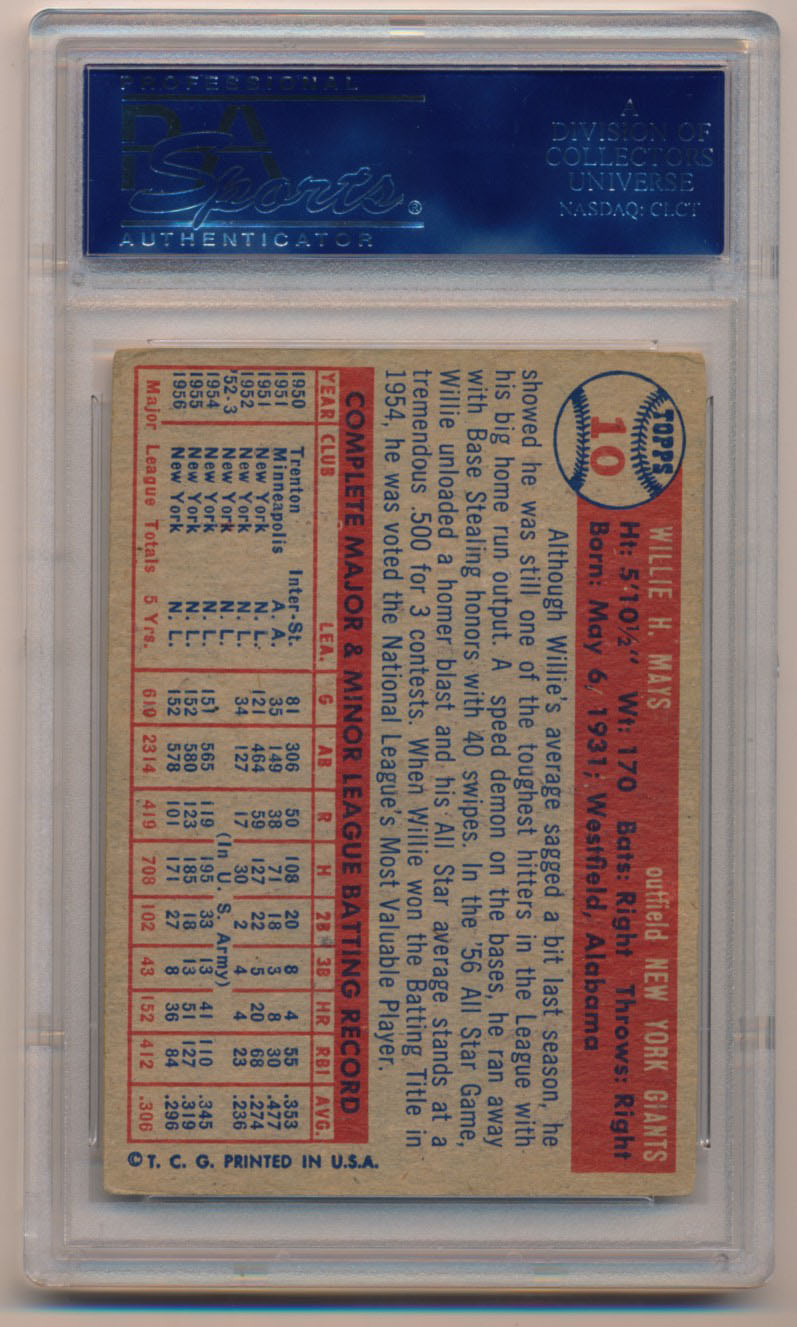 PROFESSIONAL
PSA
Sports®
AUTHENTICATOR
A
DIVISION OF
COLLECTORS
UNIVERSE
NASDAQ: CLCT
TOPPS
10
WILLIE H. MAYS outfield NEW YORK GIANTS
Ht: 5'10½" Wt: 170 Bats: Right Throws: Right
Born: May 6, 1931; Westfield, Alabama
Although Willie's average sagged a bit last season, he
showed he was still one of the toughest hitters in the League with
his big home run output. A speed demon on the bases, he ran away
with Base Stealing honors with 40 swipes. In the '56 All Star Game,
Willie unloaded a homer blast and his All Star average stands at a
tremendous .500 for 3 contests. When Willie won the Batting Title in
1954, he was voted the National League's Most Valuable Player.
COMPLETE MAJOR & MINOR LEAGUE BATTING RECORD
YEAR CLUB LEA. G AB R H 2B 3B HR RBI AVG.
1950 Trenton Inter-St. 81 306 50 108 20 8 4 55 .353
1951 Minneapolis A. A. 35 149 38 71 18 3 8 30 .477
1951 New York N. L. 121 464 59 127 22 5 20 68 .274
1952 New York N. L. 34 127 17 30 2 4 4 23 .236
'52-3 New York N. L. (In U. S. Army)
1954 New York N. L. 151 565 119 195 33 13 41 110 .345
1955 New York N. L. 152 580 123 185 18 13 51 127 .319
1956 New York N. L. 152 578 101 171 27 8 36 84 .296
Major League Totals 5 Yrs. 610 2314 419 708 102 43 152 412 .306
© T. C. G. PRINTED IN U.S.A.